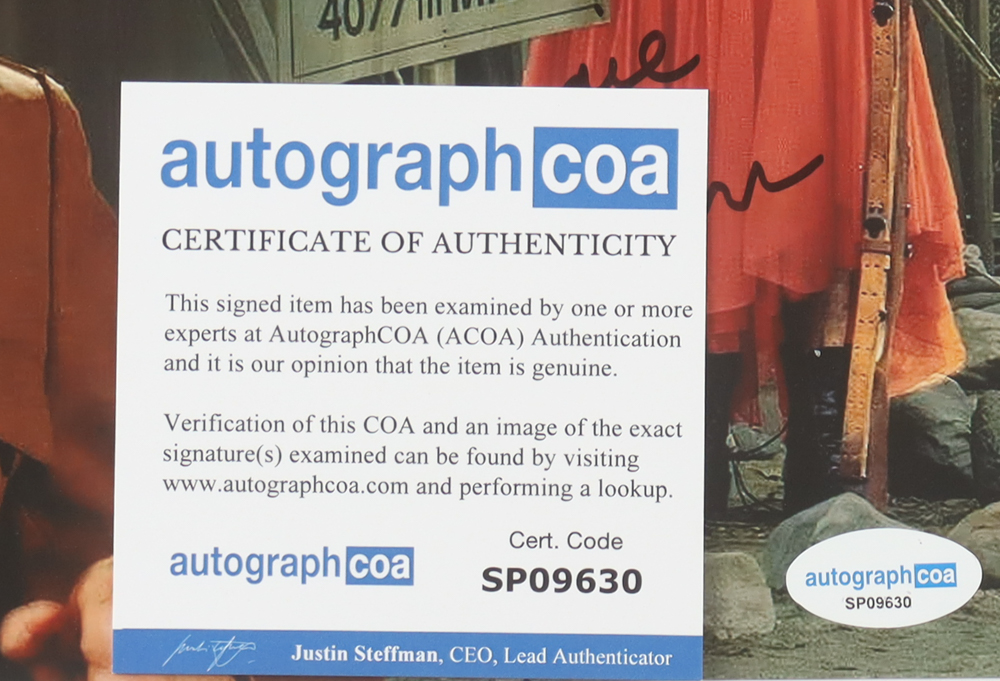 4077th
autographcoa
CERTIFICATE OF AUTHENTICITY
This signed item has been examined by one or more
experts at AutographCOA (ACOA) Authentication
and it is our opinion that the item is genuine.
Verification of this COA and an image of the exact
signature(s) examined can be found by visiting
www.autographcoa.com and performing a lookup.
autographcoa
Cert. Code
SP09630
Justin Steffman, CEO, Lead Authenticator
autographcoa
SP09630